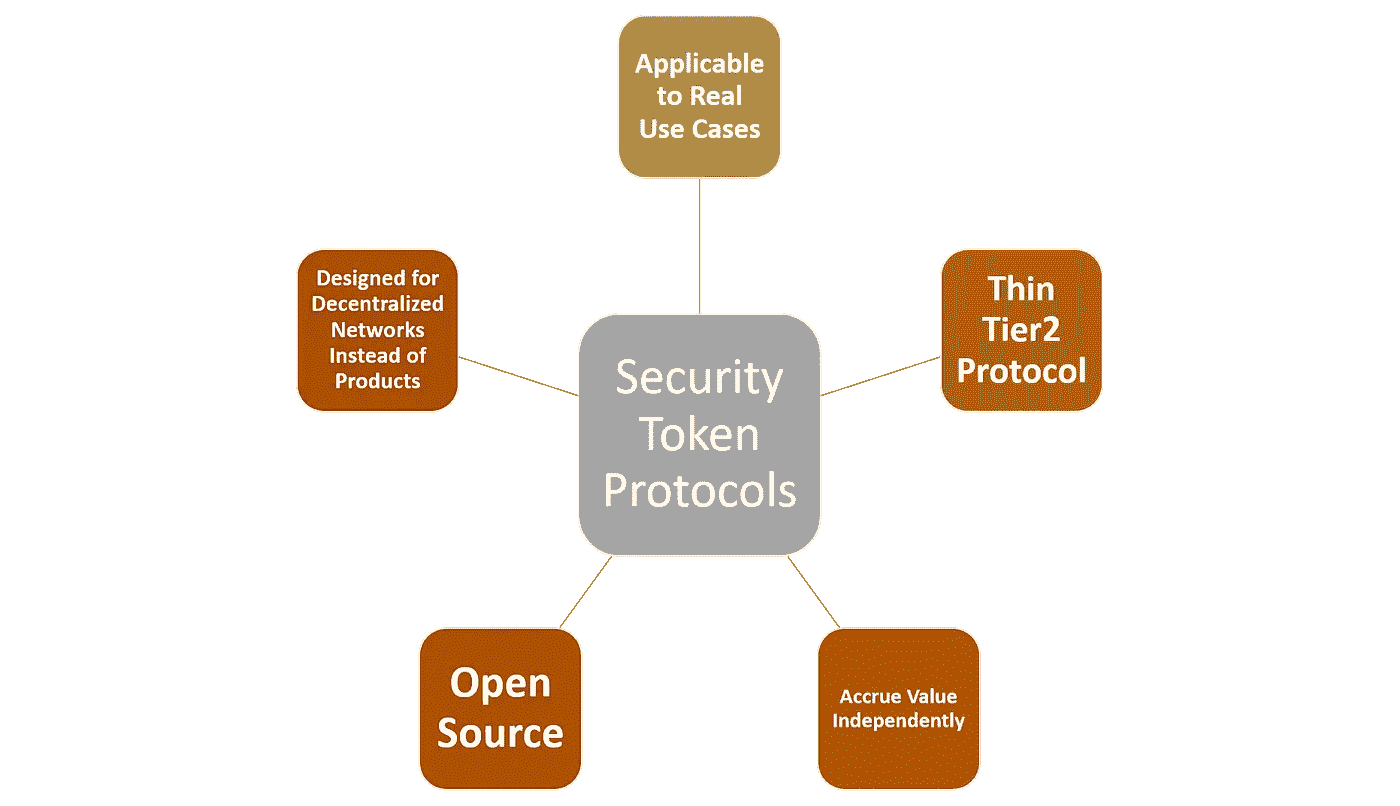 Applicable
to Real
Use Cases
Designed for
Decentralized
Networks
Instead of
Products
Thin
Tier2
Protocol
Security
Token
Protocols
Open
Source
Accrue Value
Independently